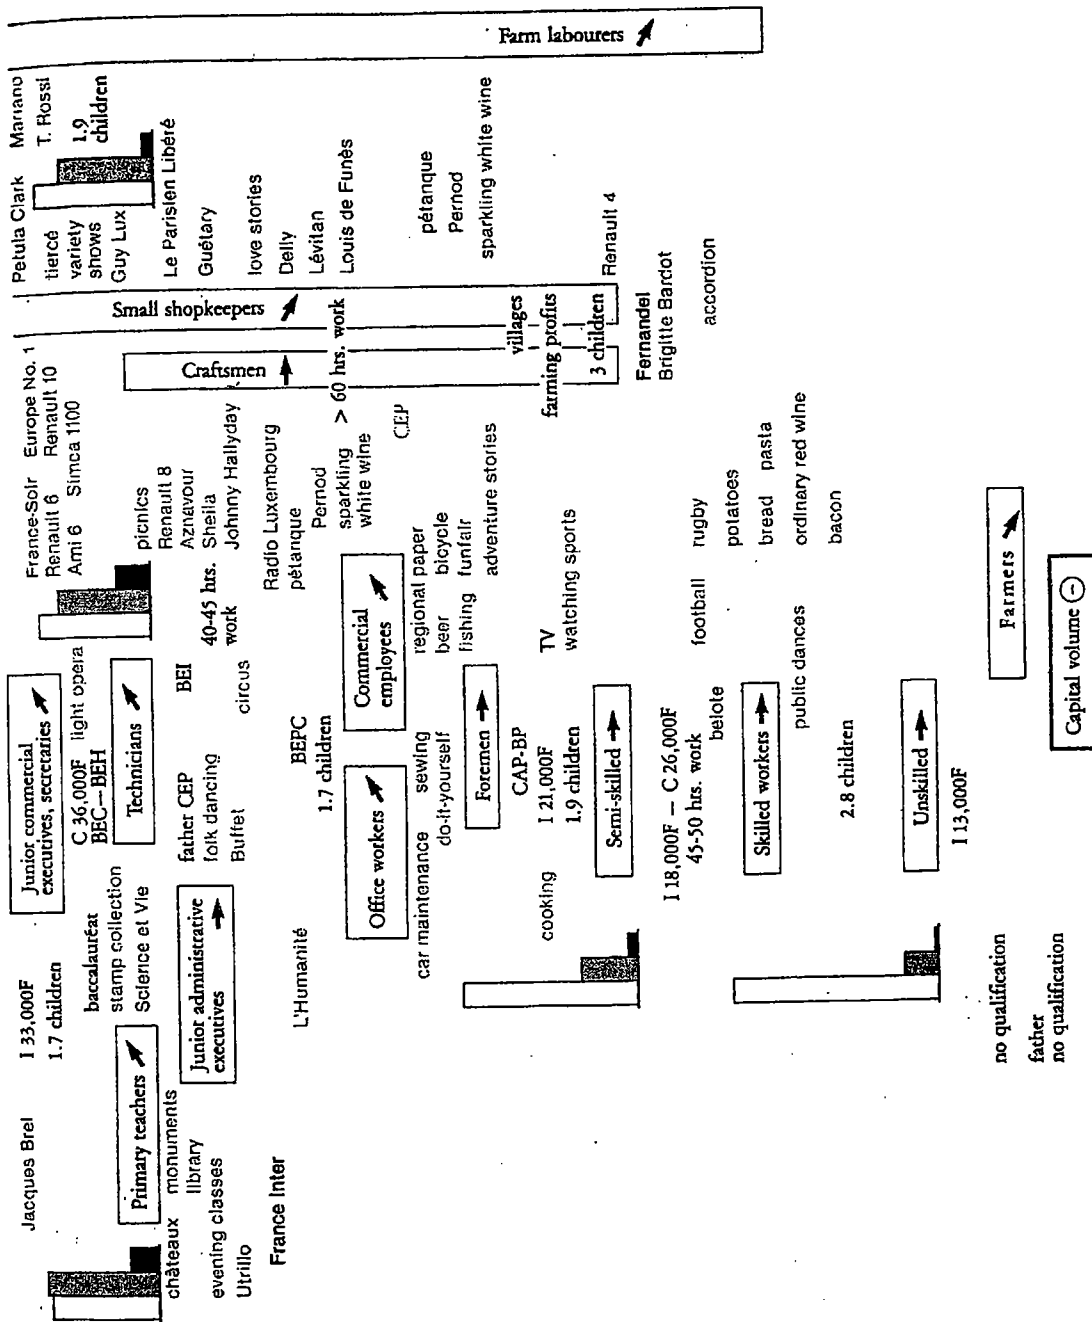 Farm labourers
Petula Clark Mariano
tiercé T. Rossi
variety
shows
Guy Lux
1.9
children
Le Parisien Libéré
Guétary
love stories
Delly
Lévitan
Louis de Funès
pétanque
Pernod
sparkling white wine
Renault 4
Small shopkeepers
Craftsmen
> 60 hrs. work
villages
farming profits
3 children
Fernandel
Brigitte Bardot
accordion
France-Soir Europe No. 1
Renault 6 Renault 10
Ami 6 Simca 1100
picnics
Renault 8
Aznavour
Sheila
Johnny Hallyday
40-45 hrs.
work
Radio Luxembourg
pétanque
Pernod
sparkling
white wine
CEP
Junior commercial
executives, secretaries
C 36,000F light opera
BEC—BEH
Technicians
father CEP BEI
folk dancing
Buffet circus
BEPC
1.7 children
Commercial
employees
Office workers
regional paper
beer bicycle
fishing funfair
adventure stories
car maintenance sewing
do-it-yourself
Foremen
CAP-BP
TV
watching sports
cooking
I 21,000F
1.9 children
Semi-skilled
I 18,000F – C 26,000F
45-50 hrs. work
belote
football rugby
potatoes
bread pasta
ordinary red wine
bacon
Skilled workers
public dances
2.8 children
Unskilled
I 13,000F
Farmers
Capital volume −
Jacques Brel
I 33,000F
1.7 children
baccalauréat
stamp collection
Science et Vie
Primary teachers
Junior administrative
executives
châteaux monuments
library
evening classes
Utrillo
France Inter
L'Humanité
no qualification
father
no qualification